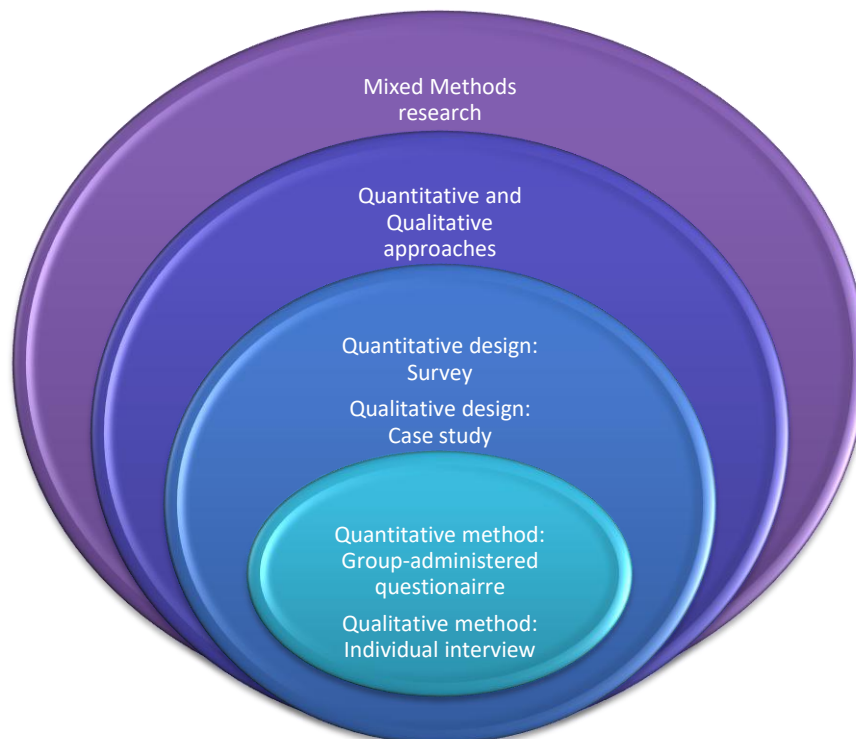 Mixed Methods
research
Quantitative and
Qualitative
approaches
Quantitative design:
Survey
Qualitative design:
Case study
Quantitative method:
Group-administered
questionairre
Qualitative method:
Individual interview